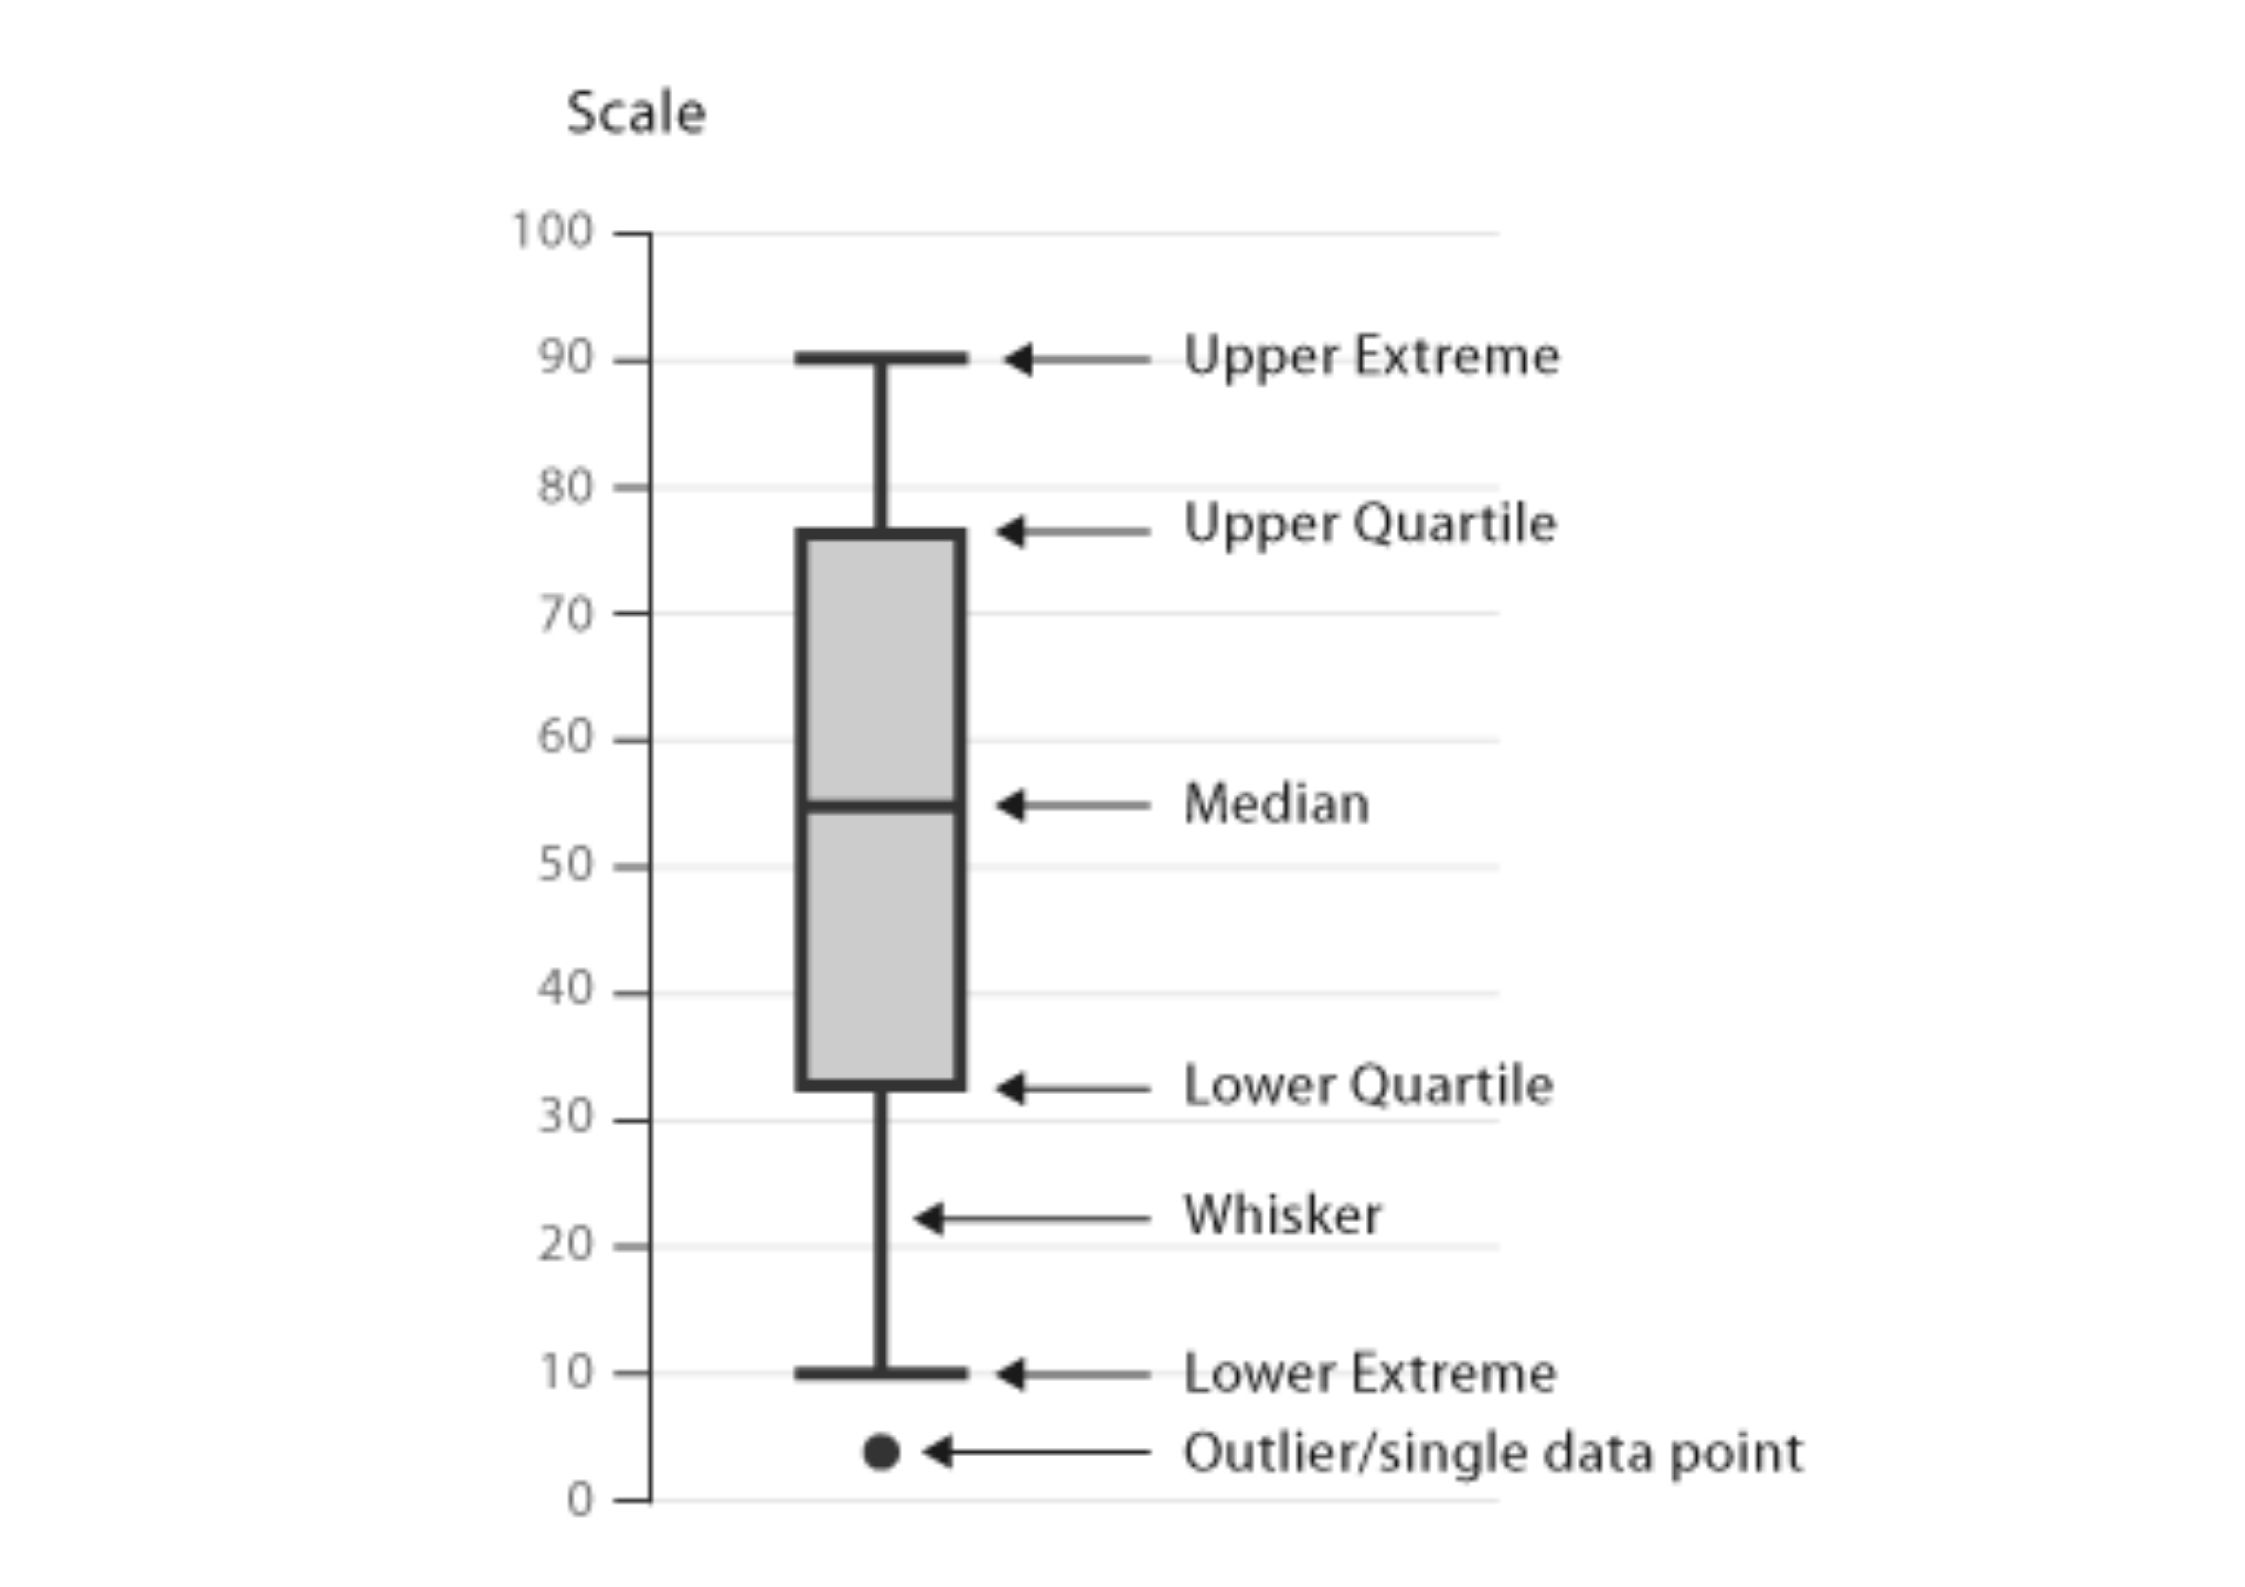 Scale
100
90
Upper Extreme
80
Upper Quartile
70
60
Median
50
40
Lower Quartile
30
Whisker
20
10
Lower Extreme
Outlier/single data point
0